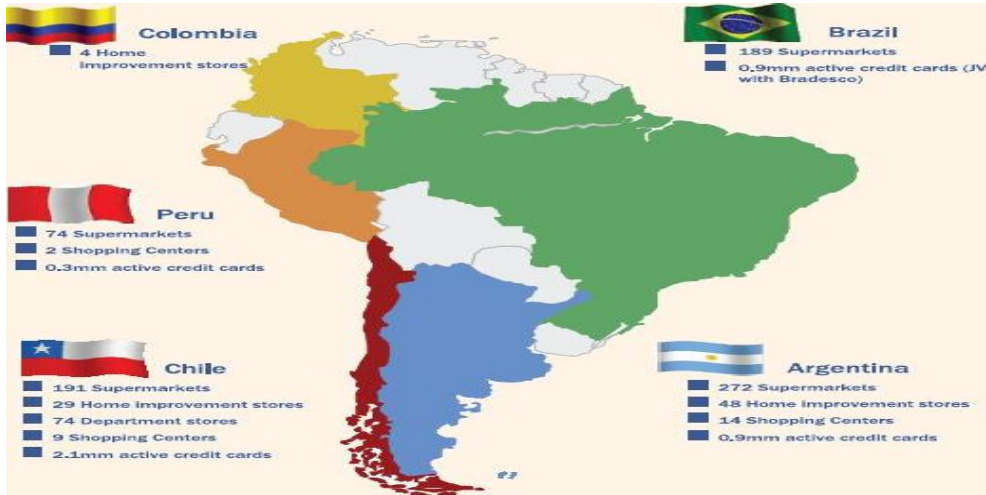 Colombia
4 Home
improvement stores
Brazil
189 Supermarkets
0.9mm active credit cards (JV
with Bradesco)
Peru
74 Supermarkets
2 Shopping Centers
0.3mm active credit cards
Chile
191 Supermarkets
29 Home improvement stores
74 Department stores
9 Shopping Centers
2.1mm active credit cards
Argentina
272 Supermarkets
48 Home improvement stores
14 Shopping Centers
0.9mm active credit cards